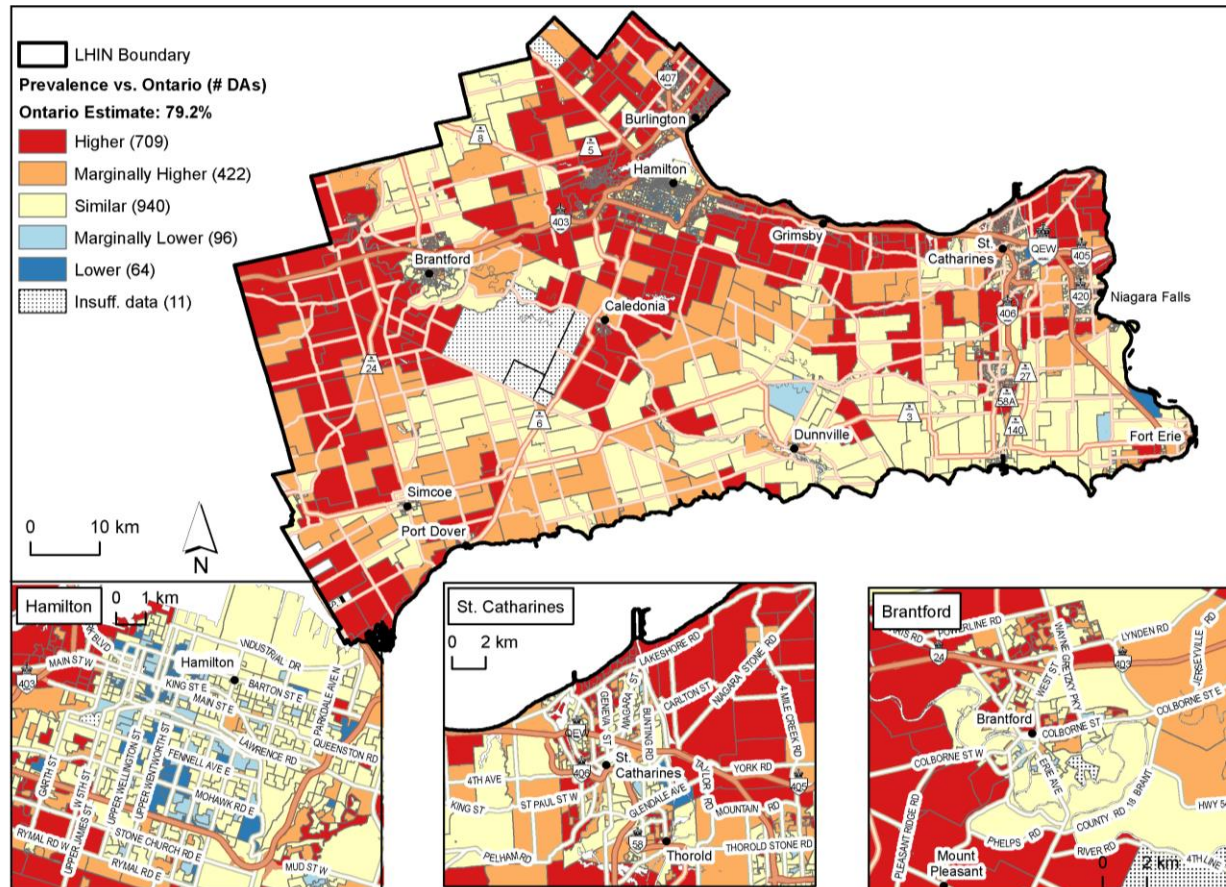 LHIN Boundary
Prevalence vs. Ontario (# DAs)
Ontario Estimate: 79.2%
Higher (709)
Marginally Higher (422)
Similar (940)
Marginally Lower (96)
Lower (64)
Insuff. data (11)
407
Burlington
8
5
Hamilton
403
Grimsby
St. Catharines
QEW
405
Brantford
420
Niagara Falls
Caledonia
406
24
27
58A
6
3
140
Dunnville
Fort Erie
Simcoe
Port Dover
0 10 km
N
Hamilton
0 1 km
BLVD
INDUSTRIAL DR
MAIN ST W
403
Hamilton
KING ST E
BARTON ST E
MAIN ST E
PARKDALE AVE N
LAWRENCE RD
QUEENSTON RD
GARTH ST
UPPER WELLINGTON ST
UPPER WENTWORTH ST
FENNELL AVE E
MOHAWK RD E
W 5TH ST
UPPER JAMES ST
STONE CHURCH RD E
RYMAL RD W
RYMAL RD E
MUD ST W
St. Catharines
0 2 km
LAKESHORE RD
GENEVA ST
NIAGARA ST
BUNTING RD
CARLTON ST
NIAGARA STONE RD
4 MILE CREEK RD
QEW
406
St. Catharines
4TH AVE
TAYLOR RD
YORK RD
405
KING ST
ST PAUL ST W
GLENDALE AVE
MOUNTAIN RD
58
PELHAM RD
Thorold
THOROLD STONE RD
Brantford
POWERLINE RD
24
WAYNE GRETZKY PKY
LYNDEN RD
403
JERSEYVILLE RD
WEST ST
Brantford
COLBORNE ST
COLBORNE ST E
COLBORNE ST W
ERIE AVE
COUNTY RD 18 BRANT
PLEASANT RIDGE RD
PHELPS RD
HWY 54
RIVER RD
Mount Pleasant
4TH LINE
0 2 km